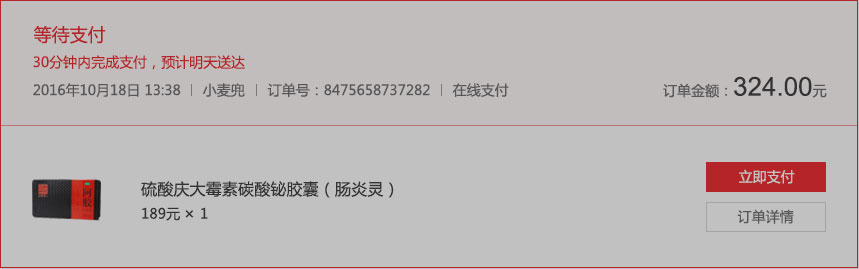 等待支付
30分钟内完成支付，预计明天送达
2016年10月18日 13:38 | 小麦兜 | 订单号：8475658737282 | 在线支付
订单金额：324.00元
硫酸庆大霉素碳酸铋胶囊（肠炎灵）
189元 × 1
立即支付
订单详情
阿胶